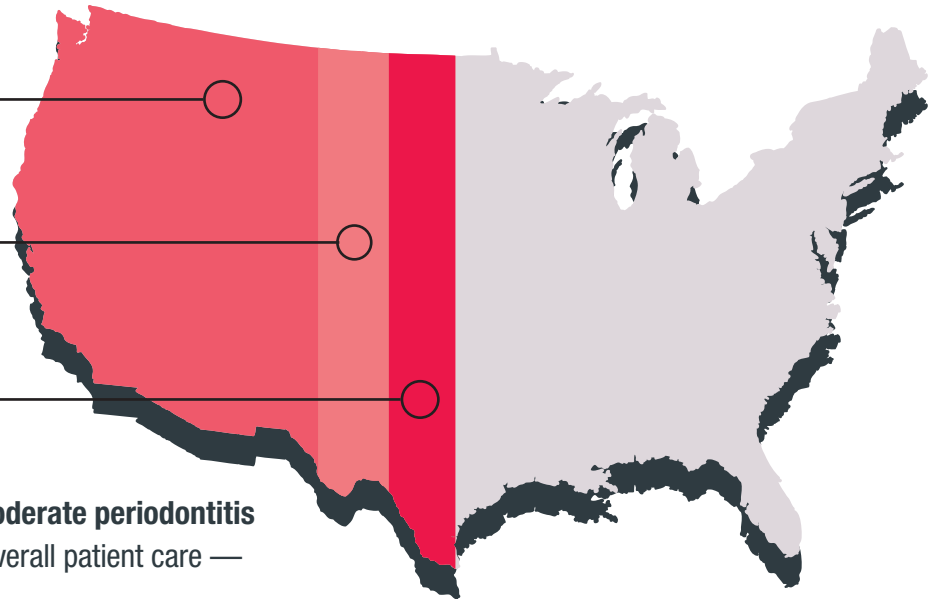 oderate periodontitis
verall patient care —